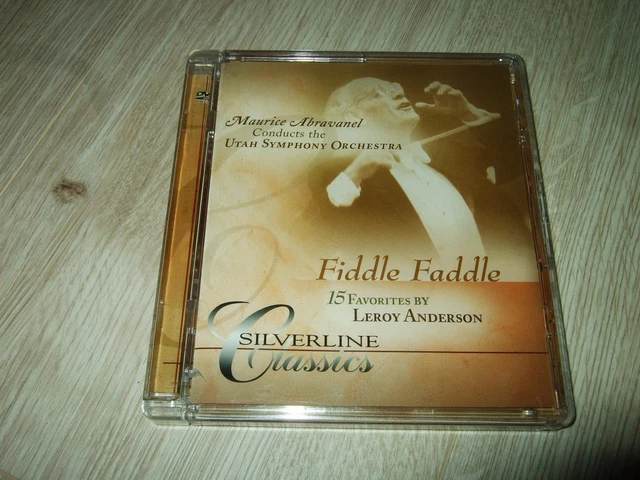 Maurice Abravanel
Conducts the
Utah Symphony Orchestra
Fiddle Faddle
15 Favorites by
Leroy Anderson
Silverline
Classics